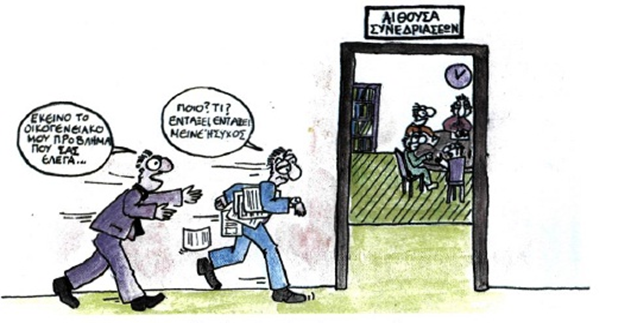 ΑΙΘΟΥΣΑ
ΣΥΝΕΔΡΙΑΣΕΩΝ
ΕΚΕΙΝΟ ΤΟ
ΟΙΚΟΓΕΝΕΙΑΚΟ
ΜΟΥ ΠΡΟΒΛΗΜΑ
ΠΟΥ ΣΑΣ
ΕΛΕΓΑ...
ΠΟΙΟ? ΤΙ?
ΕΝΤΑΞΕΙ ΕΝΤΑΞΕΙ
ΜΕΙΝΕ ΗΣΥΧΟΣ